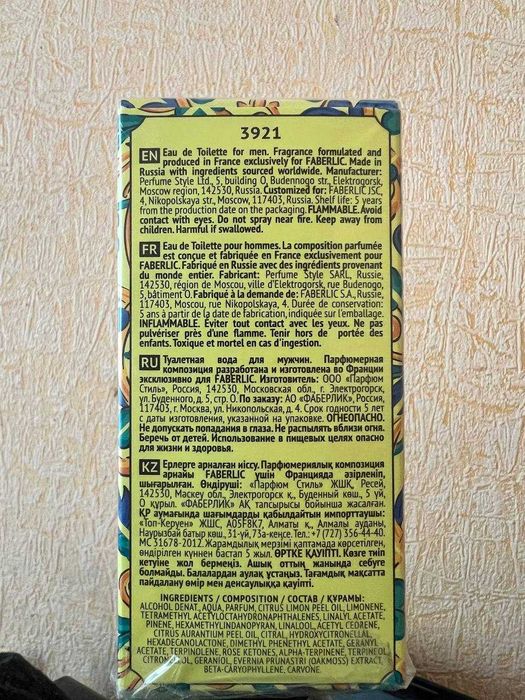 3921
EN Eau de Toilette for men. Fragrance formulated and
produced in France exclusively for FABERLIC. Made in
Russia with ingredients sourced worldwide. Manufacturer:
Perfume Style Ltd., 5, building O, Budennogo str., Elektrogorsk,
Moscow region, 142530, Russia. Customized for: FABERLIC JSC,
4, Nikopolskaya str., Moscow, 117403, Russia. Shelf life: 5 years
from the production date on the packaging. FLAMMABLE. Avoid
contact with eyes. Do not spray near fire. Keep away from
children. Harmful if swallowed.
FR Eau de Toilette pour hommes. La composition parfumée
est conçue et fabriquée en France exclusivement pour
FABERLIC. Fabriqué en Russie avec des ingrédients provenant
du monde entier. Fabricant: Perfume Style SARL, Russie,
142530, région de Moscou, ville d'Elektrogorsk, rue Budenogo,
5,bâtiment O. Fabriqué à la demande de: FABERLIC S.A., Russie,
117403, Moscou, rue Nikopolskaya, 4. Durée de conservation:
5 ans à partir de la date de fabrication, indiquée sur l'emballage.
INFLAMMABLE. Éviter tout contact avec les yeux. Ne pas
pulvériser près d'une flamme. Tenir hors de portée des
enfants. Toxique et mortel en cas d'ingestion.
RU Туалетная вода для мужчин. Парфюмерная
композиция разработана и изготовлена во Франции
эксклюзивно для FABERLIC. Изготовитель: ООО «Парфюм
Стиль», Россия, 142530, Московская обл., г. Электрогорск,
ул.Буденного, д. 5, стр. О. По заказу: АО «ФАБЕРЛИК», Россия,
117403, г. Москва, ул. Никопольская, д. 4. Срок годности 5 лет
с даты изготовления, указанной на упаковке. ОГНЕОПАСНО.
Не допускать попадания в глаза. Не распылять вблизи огня.
Беречь от детей. Использование в пищевых целях опасно
для жизни и здоровья.
KZ Ерлерге арналған иіссу. Парфюмериялық композиция
арнайы FABERLIC үшін Францияда әзірленіп,
шығарылған. Өндіруші: «Парфюм Стиль» ЖШҚ, Ресей,
142530, Мәскеу обл., Электрогорск қ., Буденный көш., 5 үй,
О құрыл. «ФАБЕРЛИК» АҚ тапсырысы бойынша жасалған.
ҚР аумағында шағымдарды қабылдайтын импорттаушы:
«Топ-Керуен» ЖШС, A05F8K7, Алматы қ., Алмалы ауданы,
Наурызбай батыр көш.,31-үй,73а-кеңсе. Тел.: +7 (727) 356-44-40.
МС 31678-2012. Жарамдылық мерзімі қаптамада көрсетілген,
өндірілген күннен бастап 5 жыл. ӨРТКЕ ҚАУІПТІ. Көзге тиіп
кетуіне жол бермеңіз. Ашық оттың жанында себуге
болмайды. Балалардан аулақ ұстаңыз. Тағамдық мақсатта
пайдалану өмір мен денсаулыққа қауіпті.
INGREDIENTS / COMPOSITION / СОСТАВ / ҚҰРАМЫ:
ALCOHOL DENAT., AQUA, PARFUM, CITRUS LIMON PEEL OIL, LIMONENE,
TETRAMETHYL ACETYLOCTAHYDRONAPHTHALENES, LINALYL ACETATE,
PINENE, HEXAMETHYLINDANOPYRAN, LINALOOL, ACETYL CEDRENE,
CITRUS AURANTIUM PEEL OIL, CITRAL, HYDROXYCITRONELLAL,
HEXADECANOLACTONE, DIMETHYL PHENETHYL ACETATE, GERANYL
ACETATE, TERPINOLENE, ROSE KETONES, ALPHA-TERPINENE, TERPINEOL,
CITRONELLOL, GERANIOL, EVERNIA PRUNASTRI (OAKMOSS) EXTRACT,
BETA-CARYOPHYLLENE, CARVONE.